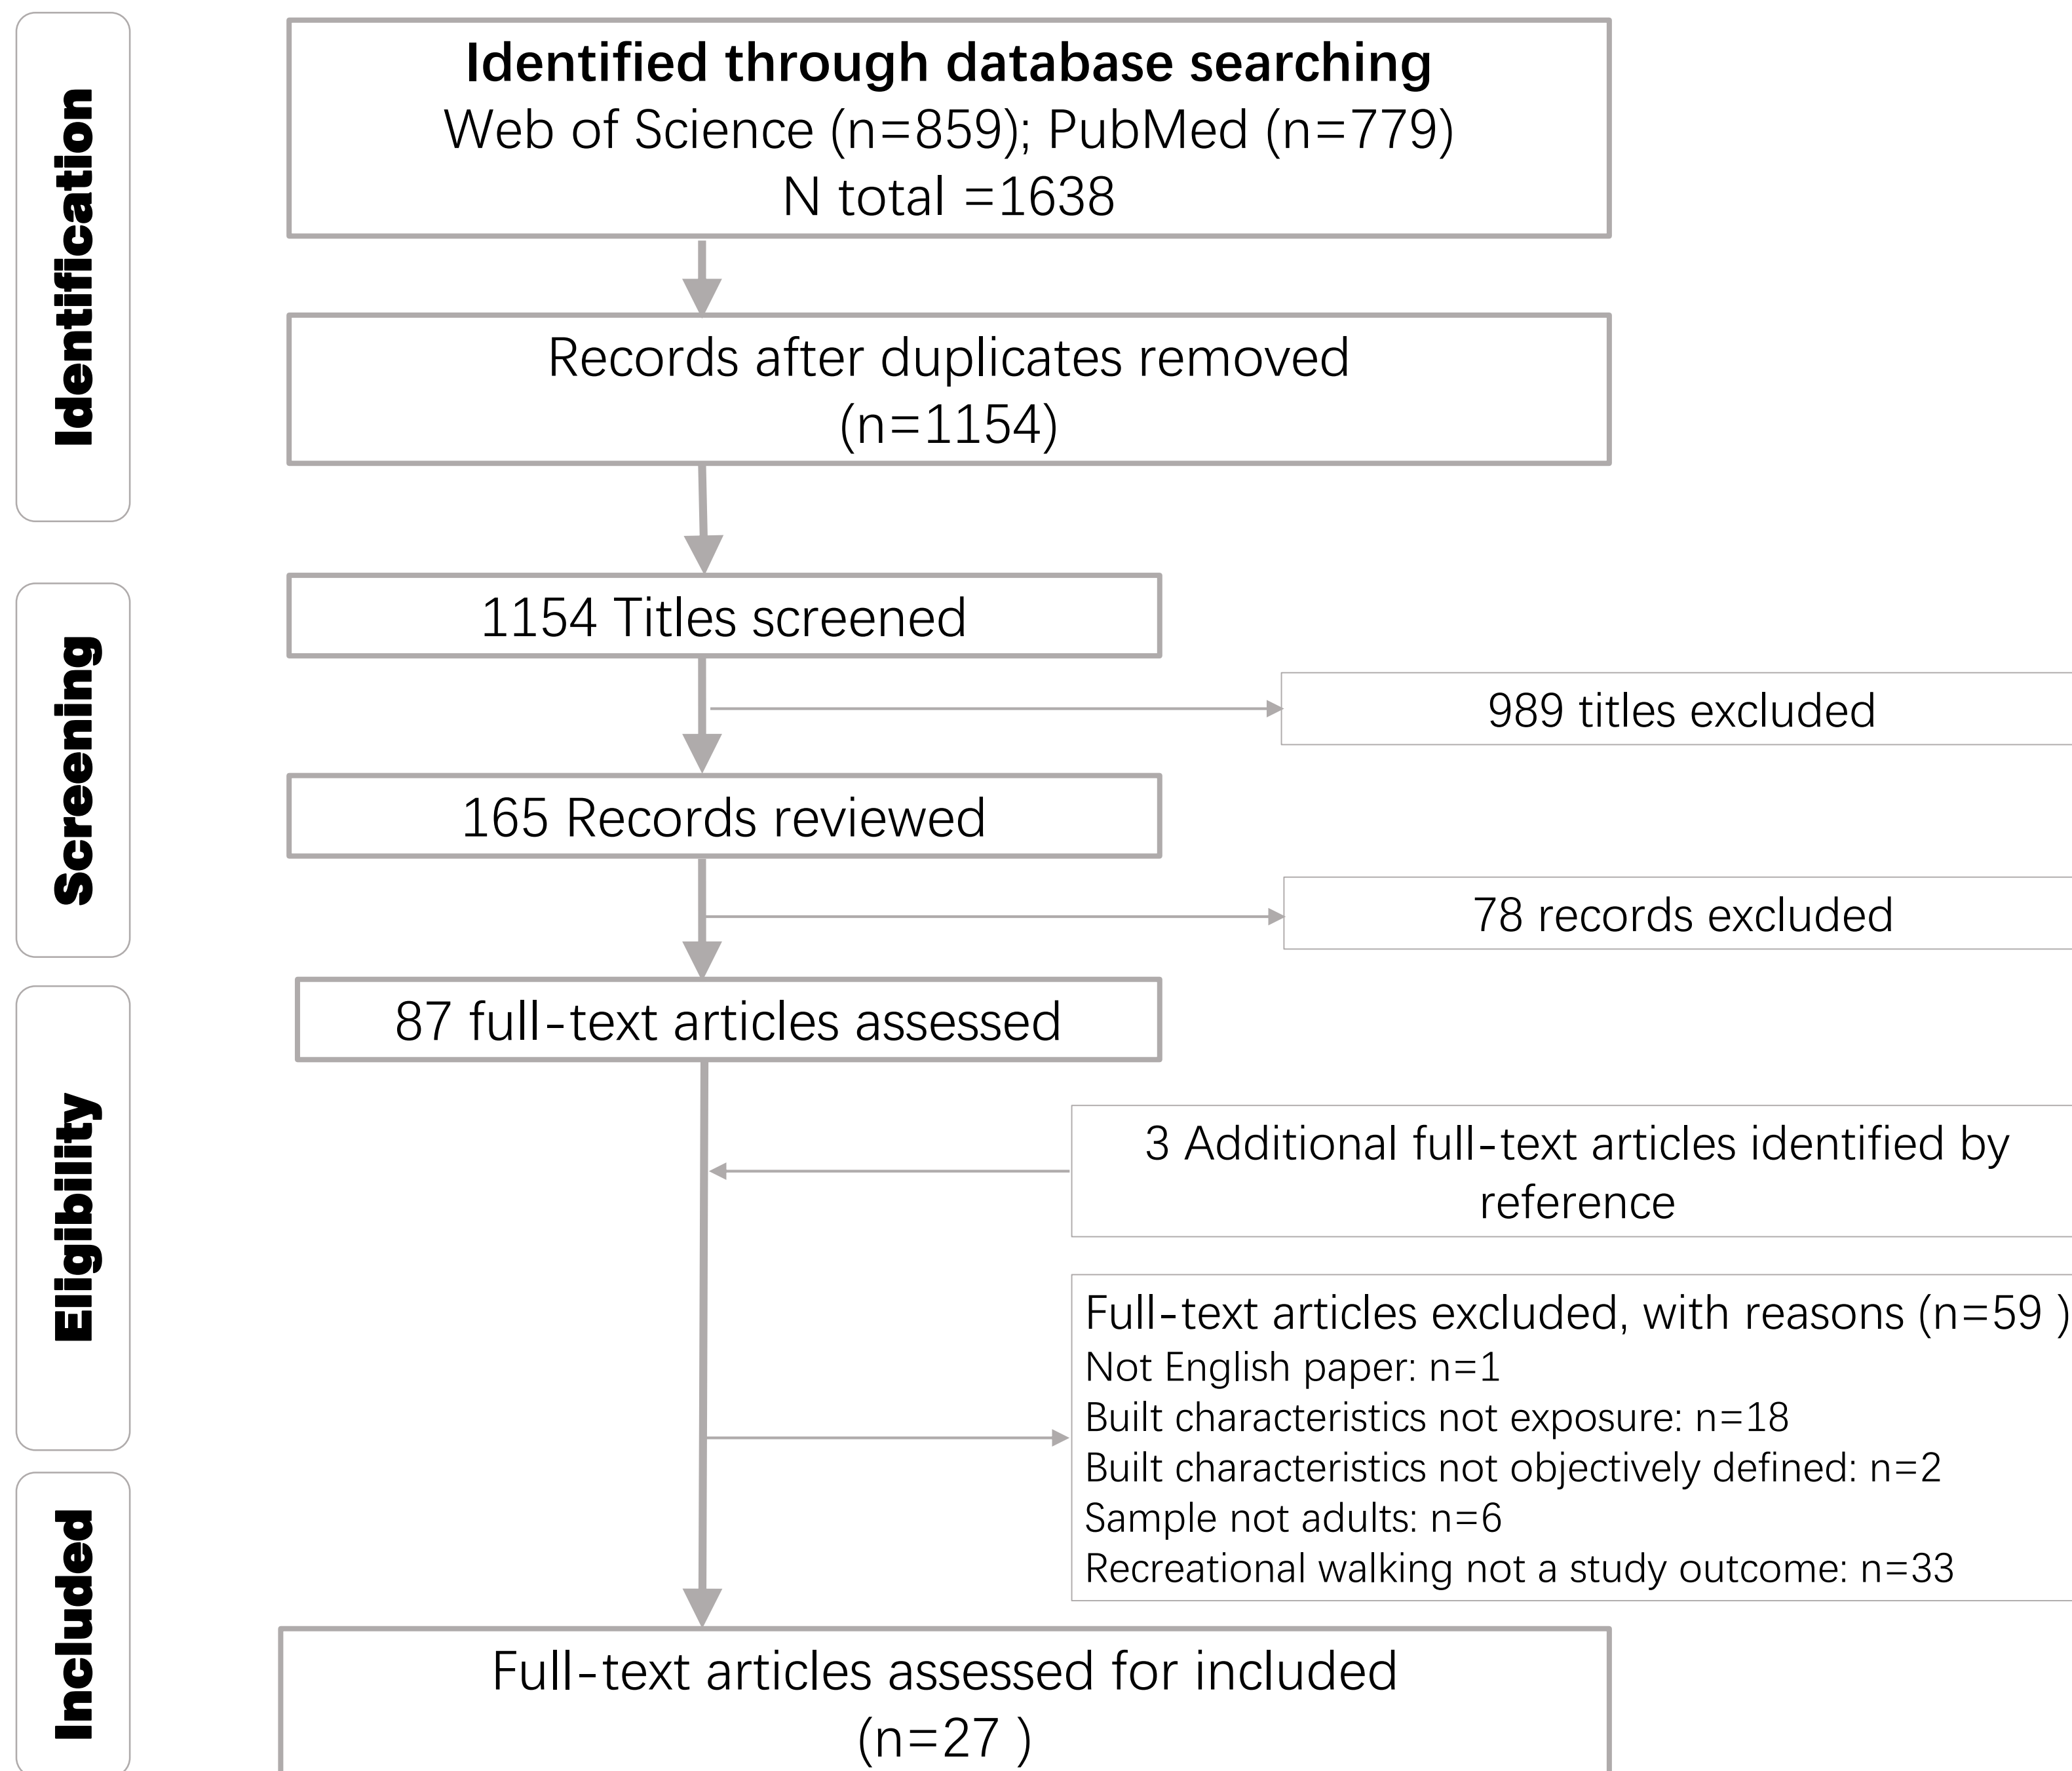 Identification
Identified through database searching
Web of Science (n=859); PubMed (n=779)
N total =1638
Records after duplicates removed
(n=1154)
Screening
1154 Titles screened
989 titles excluded
165 Records reviewed
78 records excluded
Eligibility
87 full-text articles assessed
3 Additional full-text articles identified by
reference
Full-text articles excluded, with reasons (n=59 )
Not English paper: n=1
Built characteristics not exposure: n=18
Built characteristics not objectively defined: n=2
Sample not adults: n=6
Recreational walking not a study outcome: n=33
Included
Full-text articles assessed for included
(n=27 )